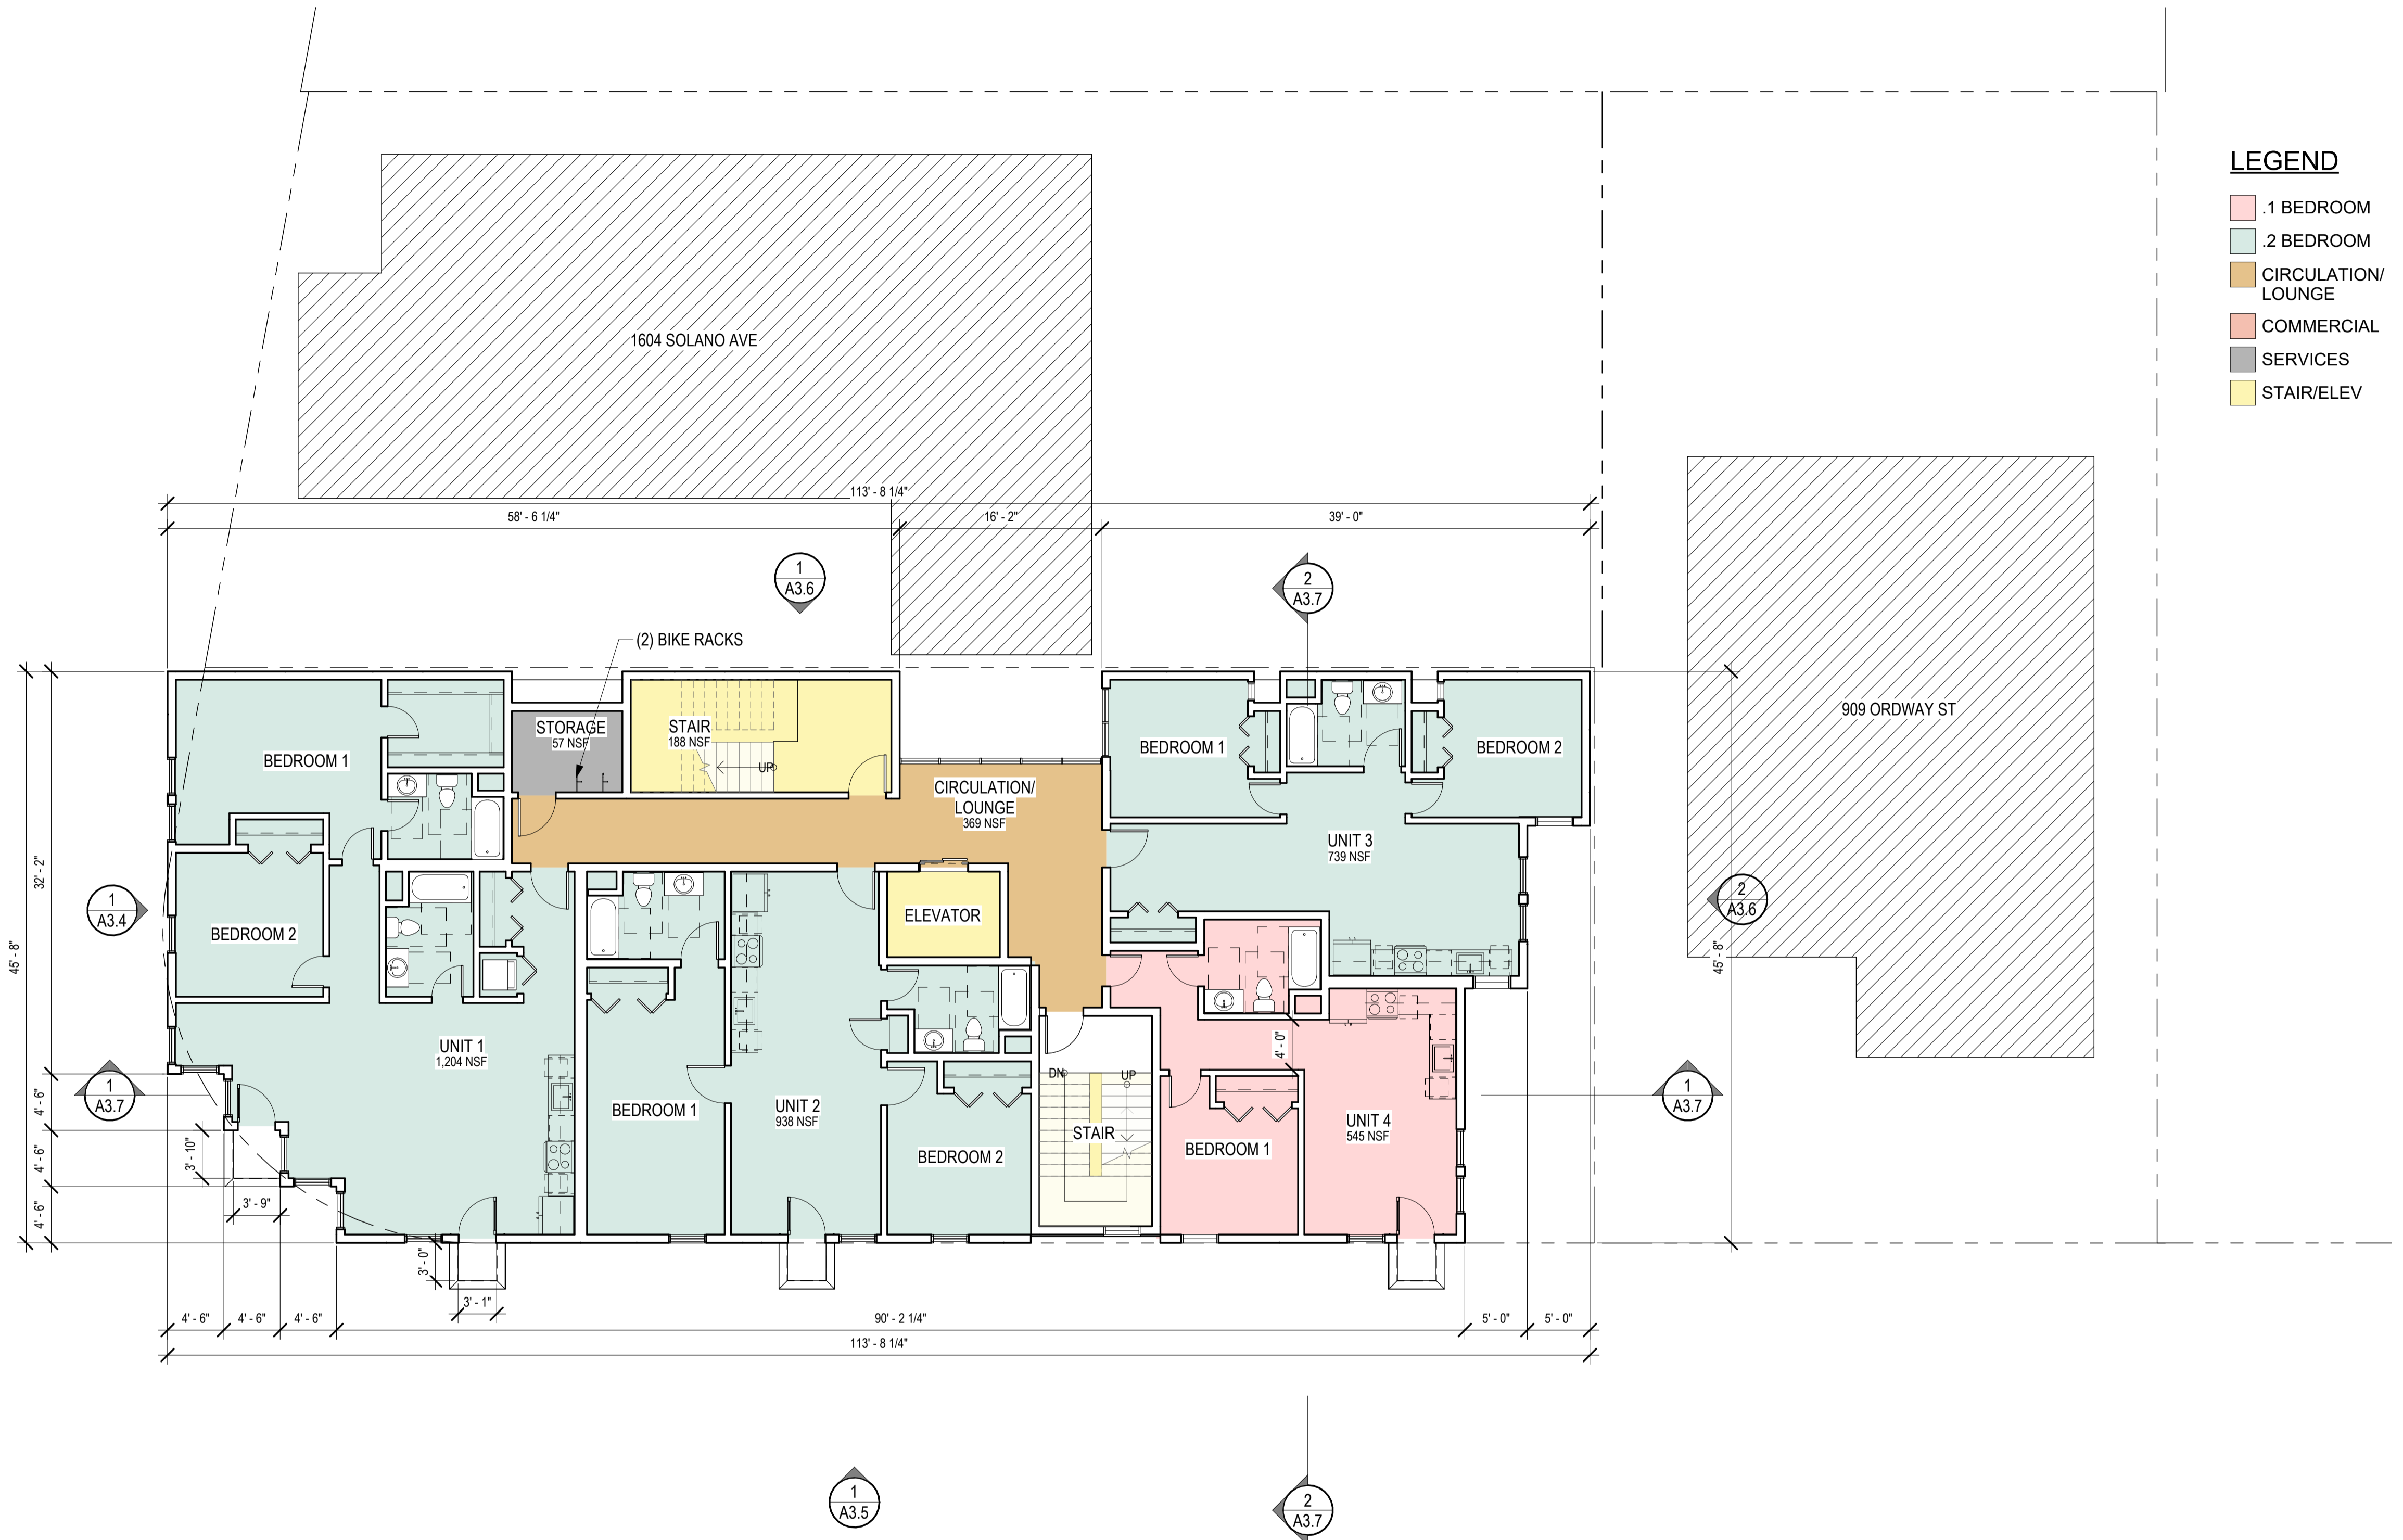 LEGEND
.1 BEDROOM
.2 BEDROOM
CIRCULATION/
LOUNGE
COMMERCIAL
SERVICES
STAIR/ELEV
1604 SOLANO AVE
113' - 8 1/4"
58' - 6 1/4"
16' - 2"
39' - 0"
1
A3.6
2
A3.7
(2) BIKE RACKS
909 ORDWAY ST
STORAGE
57 NSF
STAIR
188 NSF
UP
BEDROOM 1
BEDROOM 1
BEDROOM 2
CIRCULATION/
LOUNGE
369 NSF
UNIT 3
739 NSF
32' - 2"
45' - 8"
1
A3.4
BEDROOM 2
ELEVATOR
2
A3.6
45' - 8"
UNIT 1
1,204 NSF
4' - 0"
DN
UP
1
A3.7
1
A3.7
BEDROOM 1
UNIT 2
938 NSF
STAIR
UNIT 4
545 NSF
BEDROOM 2
BEDROOM 1
4' - 6"
4' - 6"
4' - 6"
3' - 10"
3' - 9"
3' - 0"
3' - 1"
4' - 6"
4' - 6"
4' - 6"
90' - 2 1/4"
5' - 0"
5' - 0"
113' - 8 1/4"
1
A3.5
2
A3.7